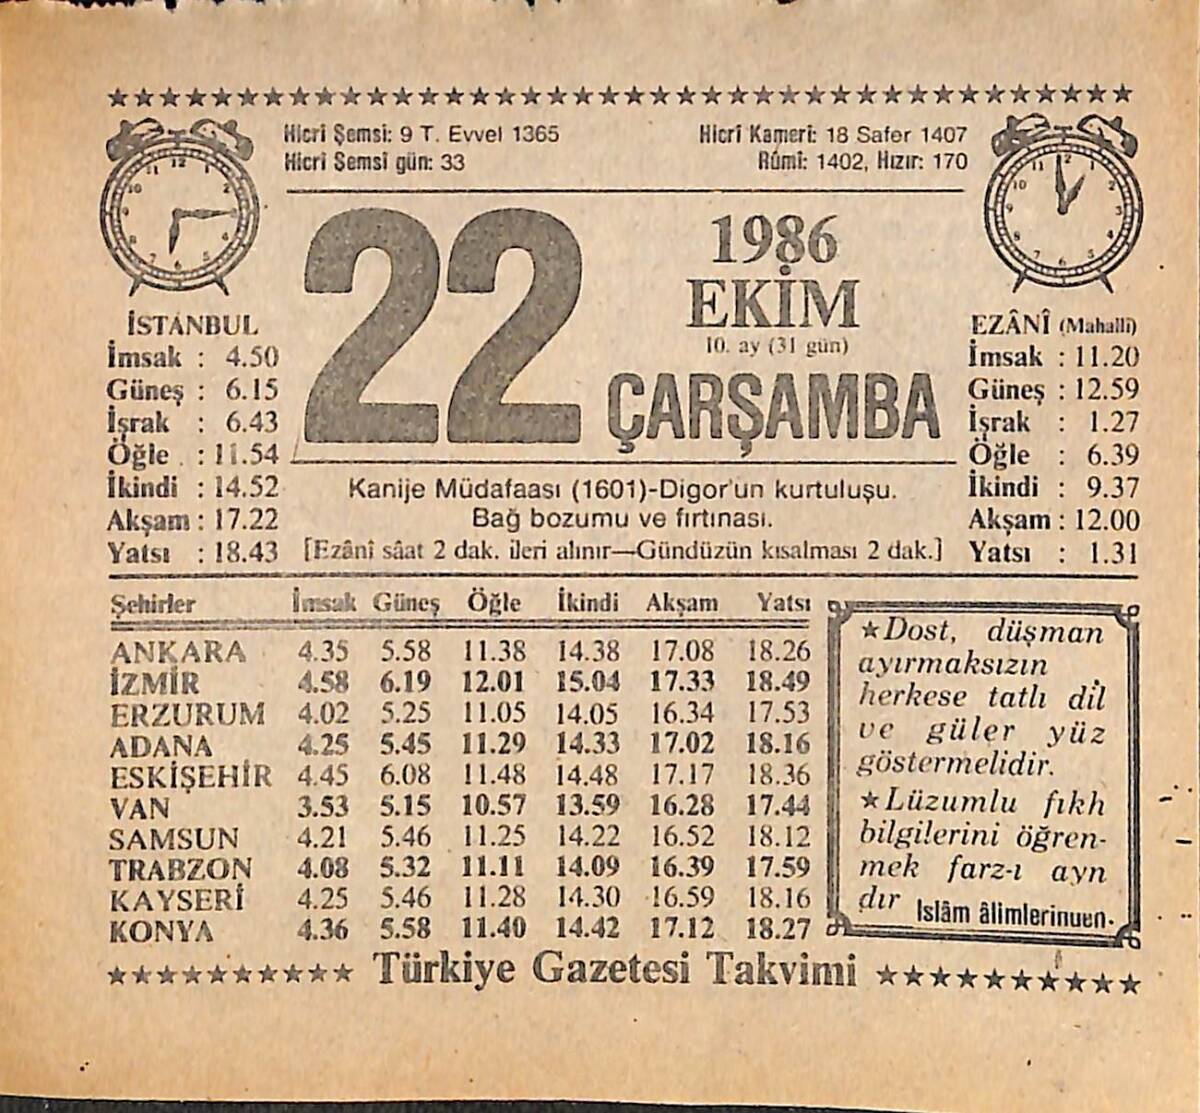 Hicrî Şemsî: 9 T. Evvel 1365
Hicrî Şemsî gün: 33
Hicrî Kamerî: 18 Safer 1407
Rûmî: 1402, Hızır: 170
22
1986
EKİM
10. ay (31 gün)
ÇARŞAMBA
İSTANBUL
İmsak : 4.50
Güneş : 6.15
İşrak : 6.43
Öğle : 11.54
İkindi : 14.52
Akşam : 17.22
Yatsı : 18.43
EZÂNÎ (Mahallî)
İmsak : 11.20
Güneş : 12.59
İşrak : 1.27
Öğle : 6.39
İkindi : 9.37
Akşam : 12.00
Yatsı : 1.31
Kanije Müdafaası (1601)-Digor'un kurtuluşu.
Bağ bozumu ve fırtınası.
[Ezânî sâat 2 dak. ileri alınır—Gündüzün kısalması 2 dak.]
Şehirler İmsak Güneş Öğle İkindi Akşam Yatsı
ANKARA 4.35 5.58 11.38 14.38 17.08 18.26
İZMİR 4.58 6.19 12.01 15.04 17.33 18.49
ERZURUM 4.02 5.25 11.05 14.05 16.34 17.53
ADANA 4.25 5.45 11.29 14.33 17.02 18.16
ESKİŞEHİR 4.45 6.08 11.48 14.48 17.17 18.36
VAN 3.53 5.15 10.57 13.59 16.28 17.44
SAMSUN 4.21 5.46 11.25 14.22 16.52 18.12
TRABZON 4.08 5.32 11.11 14.09 16.39 17.59
KAYSERİ 4.25 5.46 11.28 14.30 16.59 18.16
KONYA 4.36 5.58 11.40 14.42 17.12 18.27
★Dost, düşman
ayırmaksızın
herkese tatlı dil
ve güler yüz
göstermelidir.
★Lüzumlu fıkh
bilgilerini öğren-
mek farz-ı ayn
dır
İslâm âlimlerinden.
Türkiye Gazetesi Takvimi